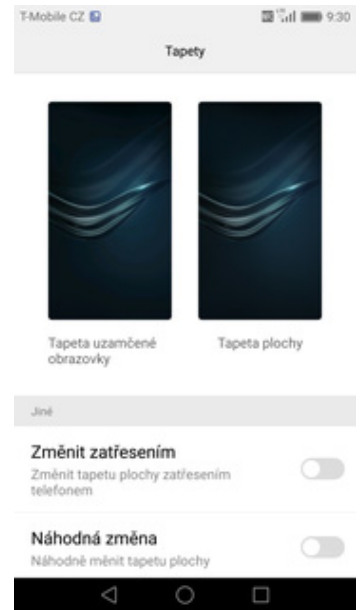 T-Mobile CZ 9:30
Tapety
Tapeta uzamčené
obrazovky
Tapeta plochy
Jiné
Změnit zatřesením
Změnit tapetu plochy zatřesením
telefonem
Náhodná změna
Náhodně měnit tapetu plochy